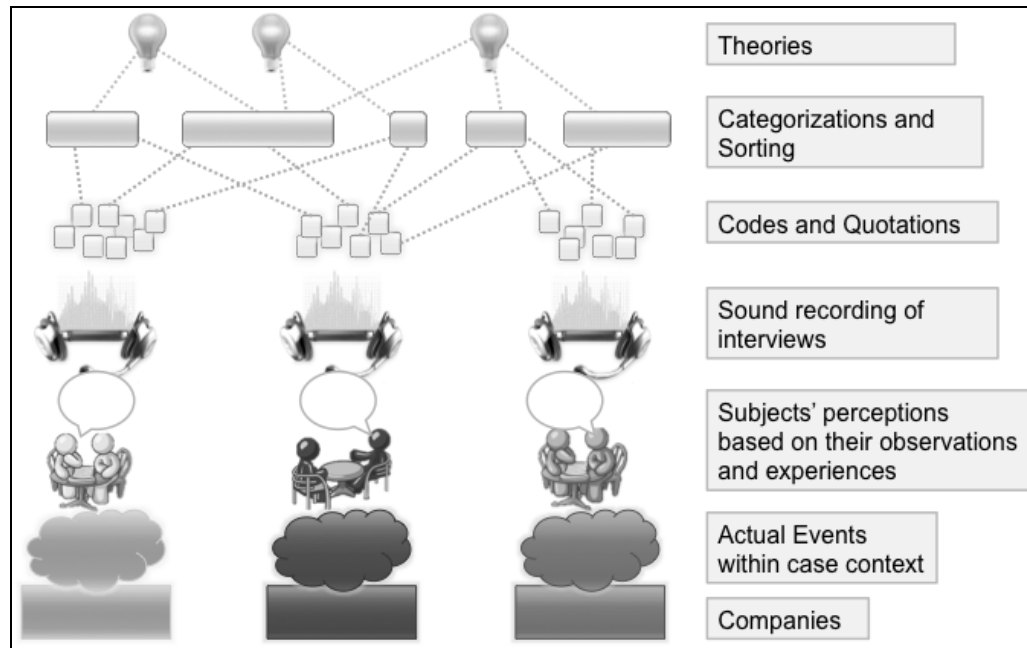 Theories
Categorizations and
Sorting
Codes and Quotations
Sound recording of
interviews
Subjects’ perceptions
based on their observations
and experiences
Actual Events
within case context
Companies